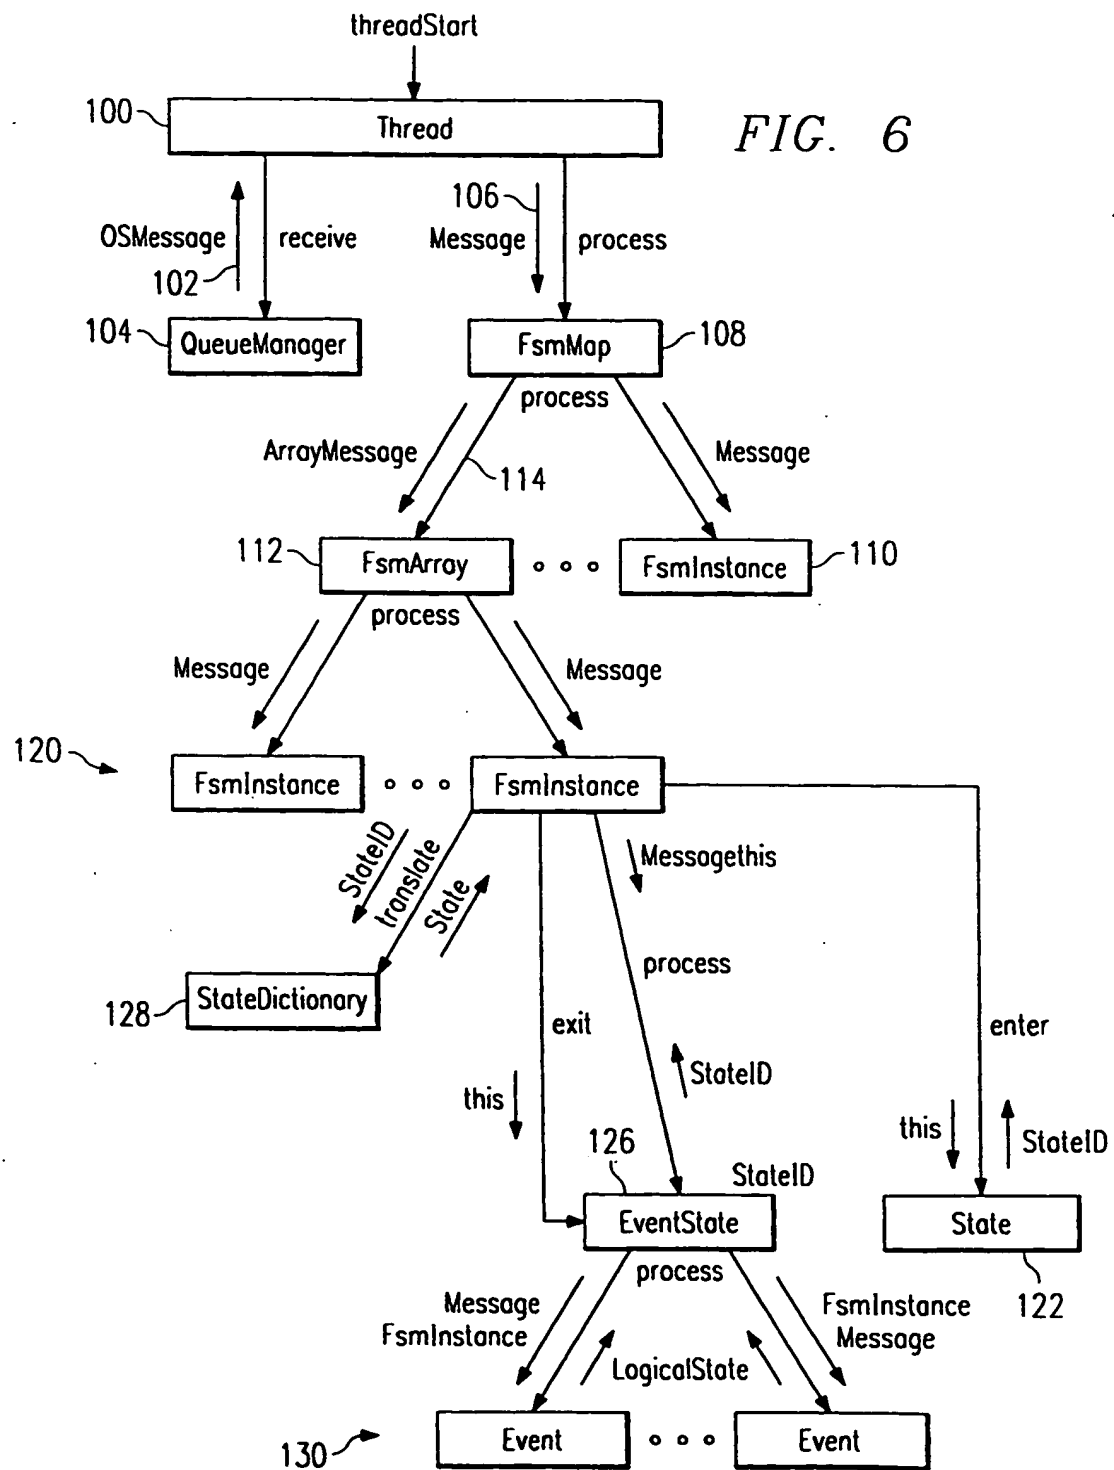 threadStart
100
Thread
FIG. 6
106
OSMessage
receive
Message
process
102
104
QueueManager
FsmMap
108
process
ArrayMessage
114
Message
112
FsmArray
FsmInstance
110
process
Message
Message
120
FsmInstance
FsmInstance
StateID
translate
State
Messagethis
process
128
StateDictionary
exit
enter
StateID
this
this
StateID
126
StateID
EventState
State
process
122
Message
FsmInstance
FsmInstance
Message
LogicalState
130
Event
Event